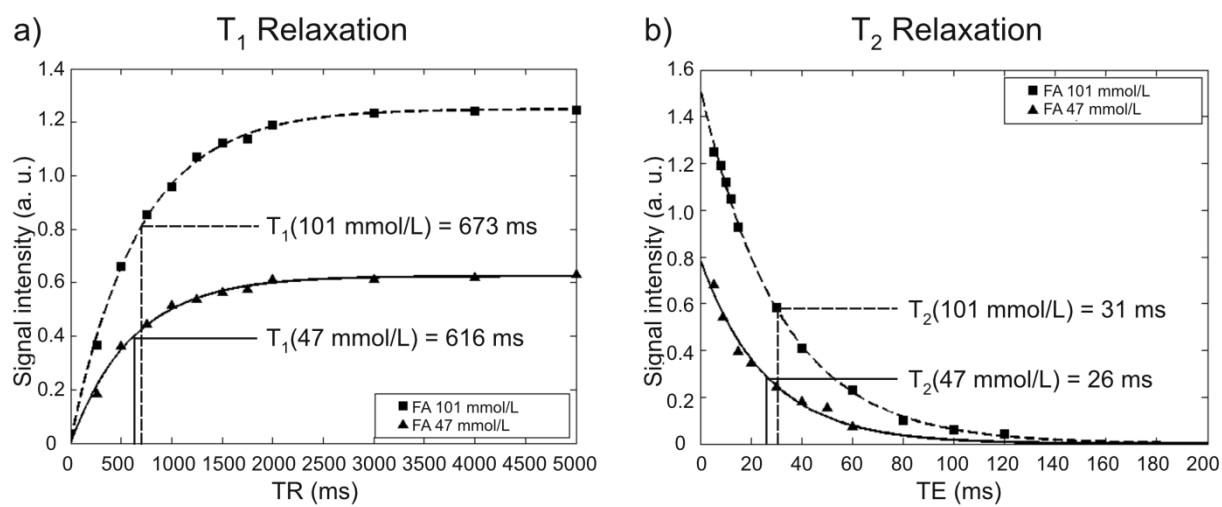 a) T₁ Relaxation
Signal intensity (a. u.)
1.4
1.2
1.0
0.8
0.6
0.4
0.2
0
T₁(101 mmol/L) = 673 ms
T₁(47 mmol/L) = 616 ms
FA 101 mmol/L
FA 47 mmol/L
0 500 1000 1500 2000 2500 3000 3500 4000 4500 5000
TR (ms)
b) T₂ Relaxation
Signal intensity (a. u.)
1.6
1.4
1.2
1.0
0.8
0.6
0.4
0.2
0
FA 101 mmol/L
FA 47 mmol/L
T₂(101 mmol/L) = 31 ms
T₂(47 mmol/L) = 26 ms
0 20 40 60 80 100 120 140 160 180 200
TE (ms)